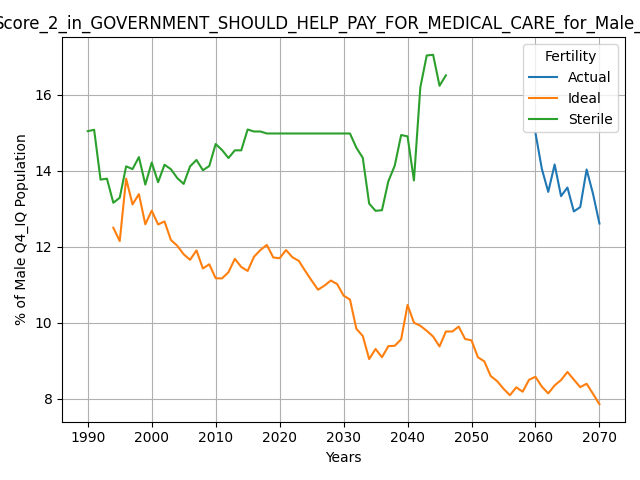 Score_2_in_GOVERNMENT_SHOULD_HELP_PAY_FOR_MEDICAL_CARE_for_Male_
Fertility
Actual
Ideal
Sterile
% of Male Q4_IQ Population
16
14
12
10
8
1990 2000 2010 2020 2030 2040 2050 2060 2070
Years